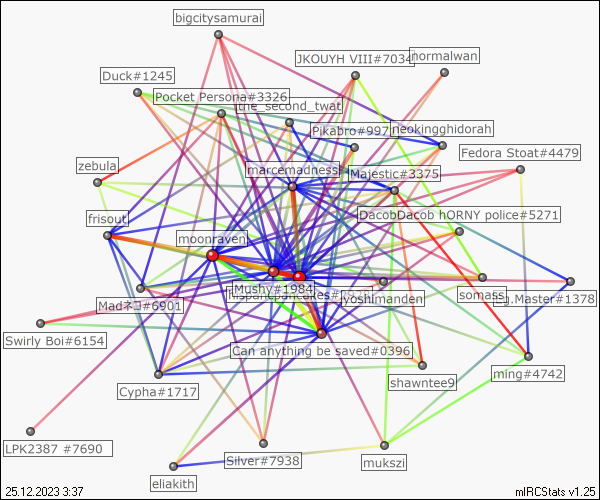 bigcitysamurai
JKOUYH VIII#7034
normalwan
Duck#1245
Pocket Persona#3326
the_second_twat
Pikabro#997
neokingghidorah
Fedora Stoat#4479
zebula
marcemadness
Majestic#3375
frisout
DacobDacob hORNY police#5271
moonraven
Mushy#1984
yoshimanden
somass
Eg.Master#1378
Madネコ#6901
Swirly Boi#6154
Can anything be saved#0396
shawntee9
ming#4742
Cypha#1717
LPK2387 #7690
Silver#7938
mukszi
eliakith
25.12.2023 3:37
mIRCStats v1.25